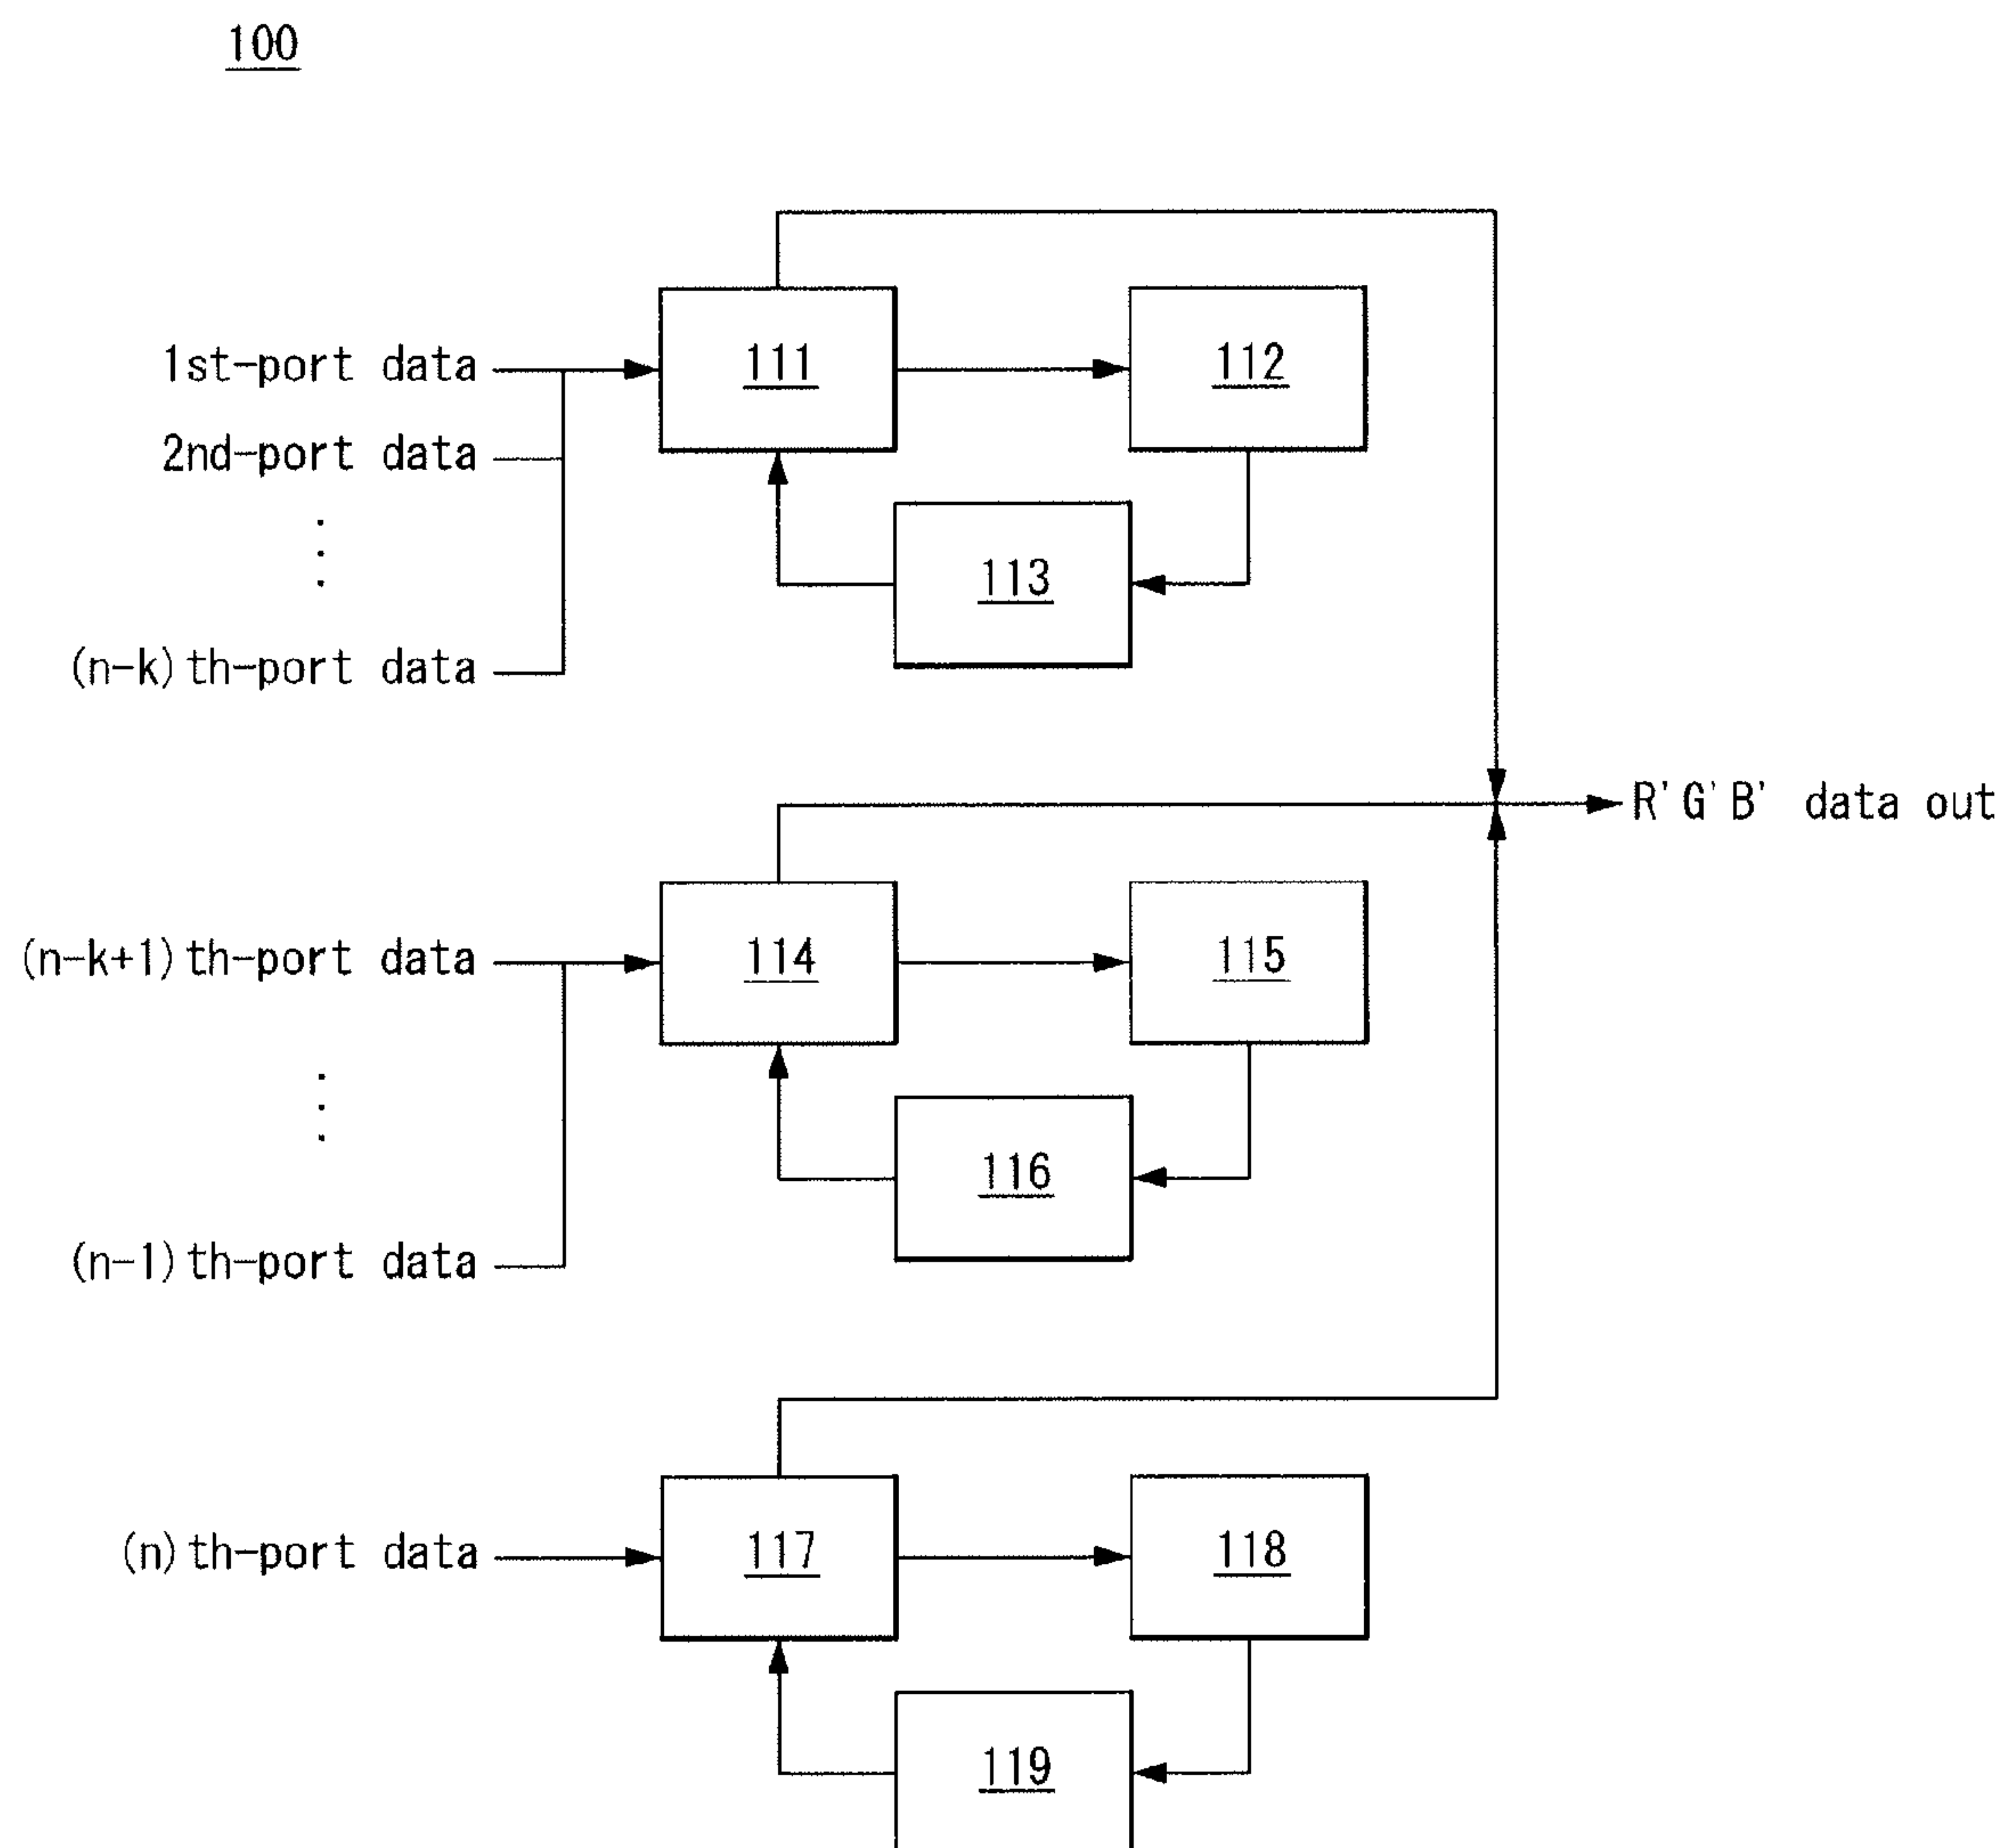 100
1st-port data
111
112
2nd-port data
113
(n-k)th-port data
R'G'B' data out
(n-k+1)th-port data
114
115
116
(n-1)th-port data
(n)th-port data
117
118
119